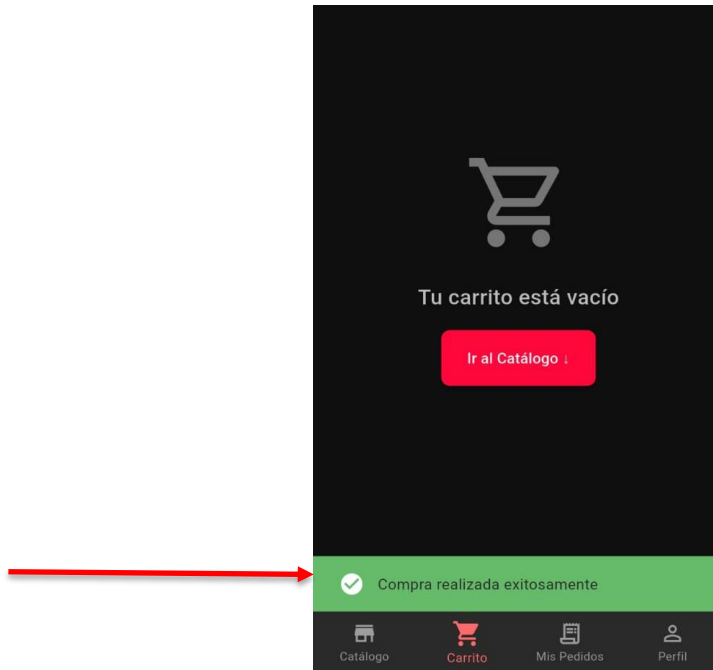 Tu carrito está vacío
Ir al Catálogo ↓
Compra realizada exitosamente
Catálogo
Carrito
Mis Pedidos
Perfil